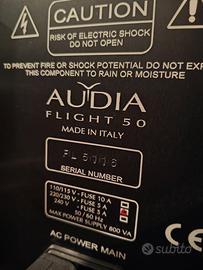 CAUTION
RISK OF ELECTRIC SHOCK
DO NOT OPEN
TO PREVENT FIRE OR SHOCK POTENTIAL DO NOT EXP
THIS EQUIPMENT TO RAIN OR MOISTURE
AUDIA
FLIGHT 50
MADE IN ITALY
SERIAL NUMBER
110/115 V - FUSE 10 A
220/230 V - FUSE 5 A
240 V - FUSE 5 A
50 / 60 Hz
MAX POWER SUPPLY 800 VA
AC POWER MAIN
subito